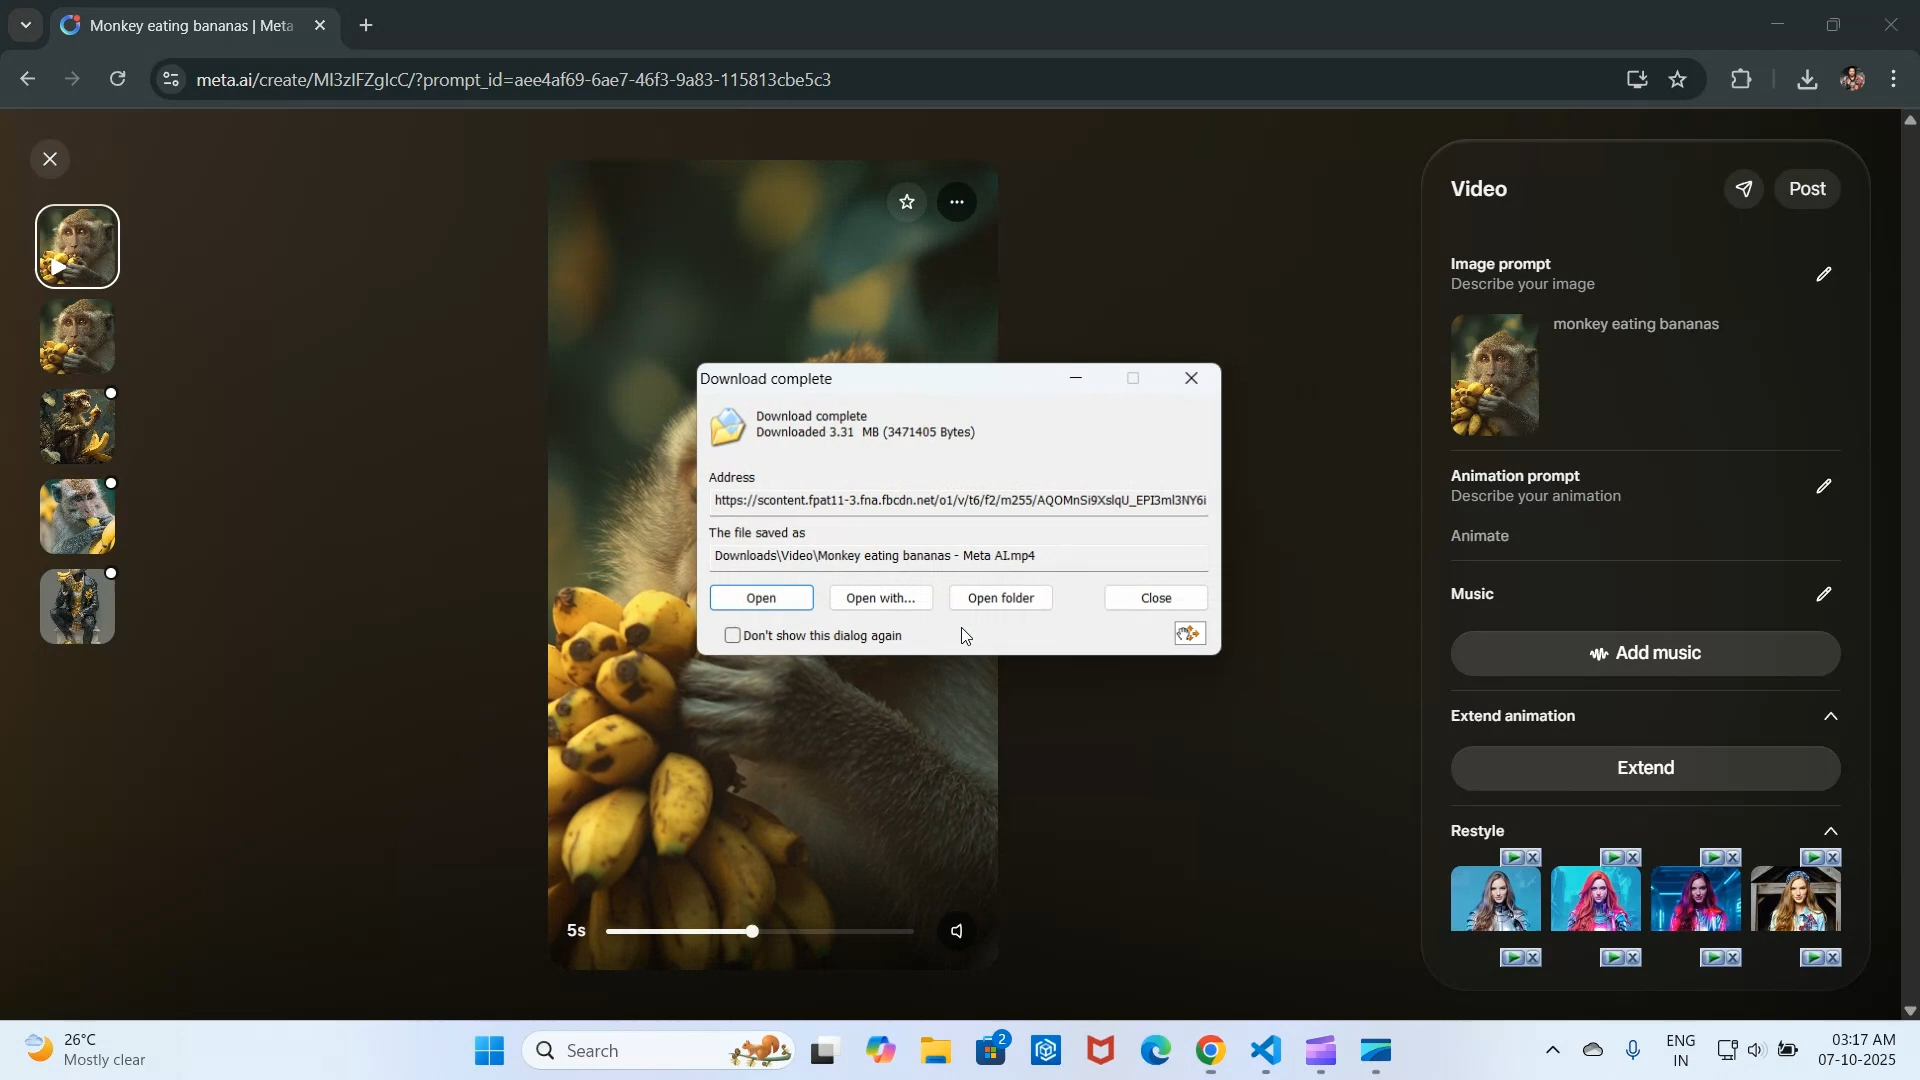 Monkey eating bananas | Meta
meta.ai/create/MI3zIFZgIcC/?prompt_id=aee4af69-6ae7-46f3-9a83-115813cbe5c3
Video
Post
Image prompt
Describe your image
monkey eating bananas
Animation prompt
Describe your animation
Animate
Music
Add music
Extend animation
Extend
Restyle
Download complete
Download complete
Downloaded 3.31 MB (3471405 Bytes)
Address
https://scontent.fpat11-3.fna.fbcdn.net/o1/v/t6/f2/m255/AQOMnSi9XslqU_EPI3ml3NY6i
The file saved as
Downloads\Video\Monkey eating bananas - Meta AI.mp4
Open
Open with...
Open folder
Close
Don't show this dialog again
5s
26°C
Mostly clear
Search
2
ENG
IN
03:17 AM
07-10-2025